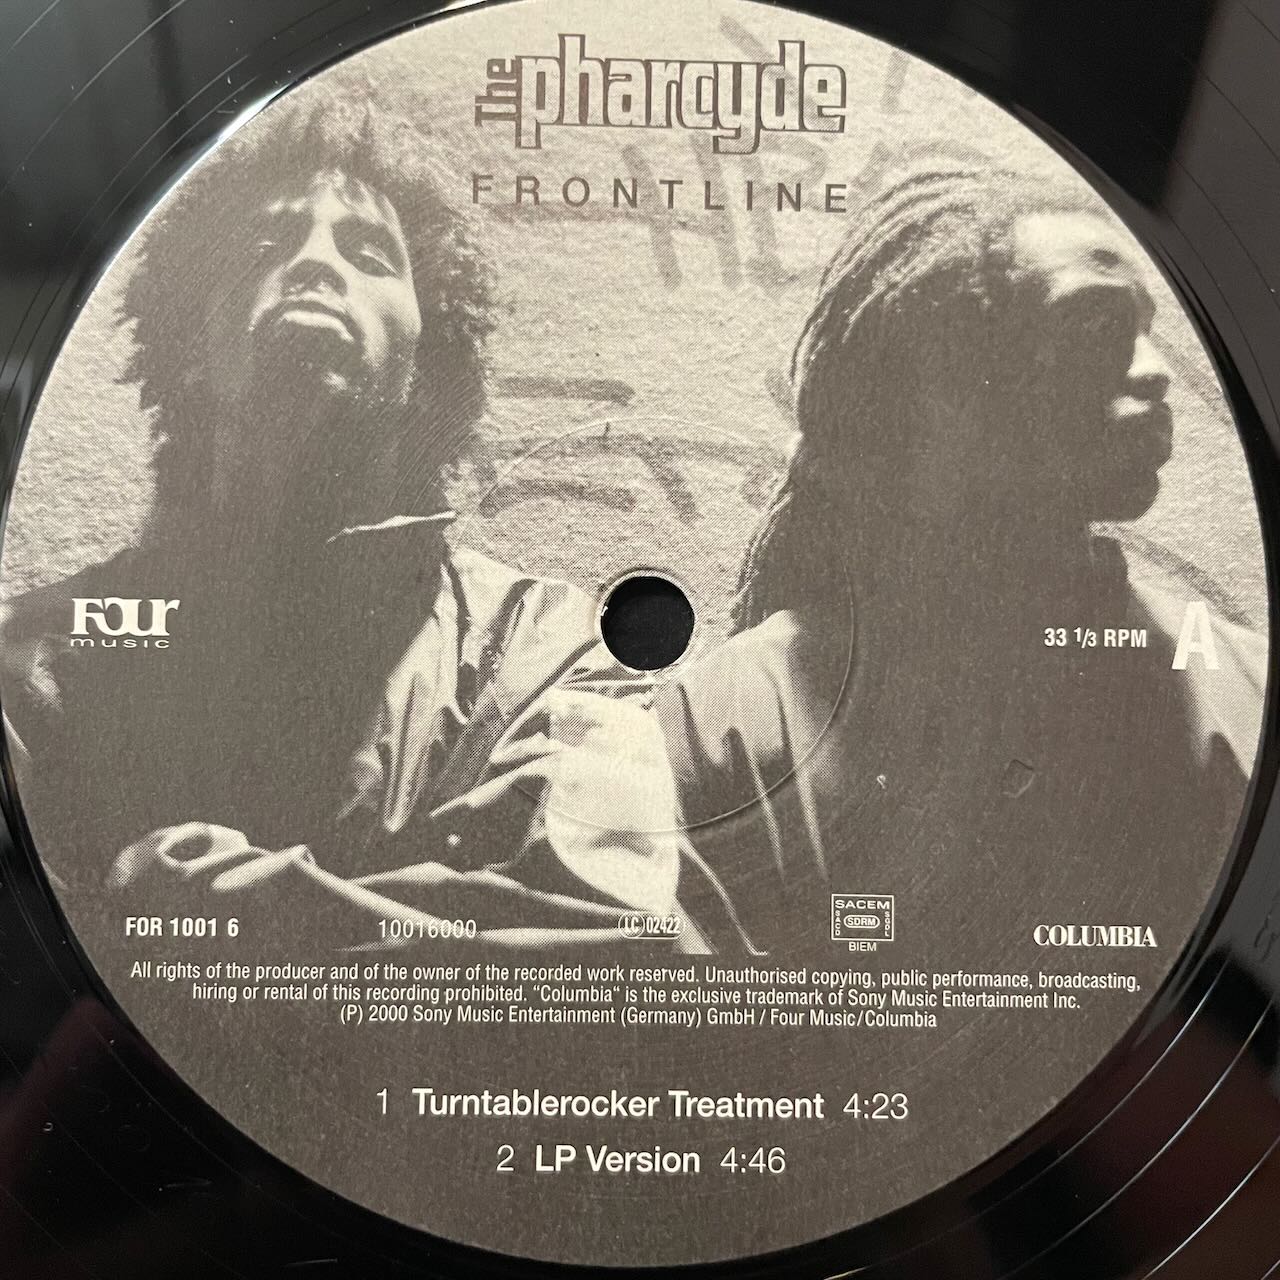 The pharcyde
FRONTLINE
Four
music
33 1/3 RPM A
FOR 1001 6 10016000 LC 02422
SACEM
SACD SDRM SGDL
BIEM
COLUMBIA
All rights of the producer and of the owner of the recorded work reserved. Unauthorised copying, public performance, broadcasting,
hiring or rental of this recording prohibited. “Columbia“ is the exclusive trademark of Sony Music Entertainment Inc.
(P) 2000 Sony Music Entertainment (Germany) GmbH / Four Music/Columbia
1 Turntablerocker Treatment 4:23
2 LP Version 4:46